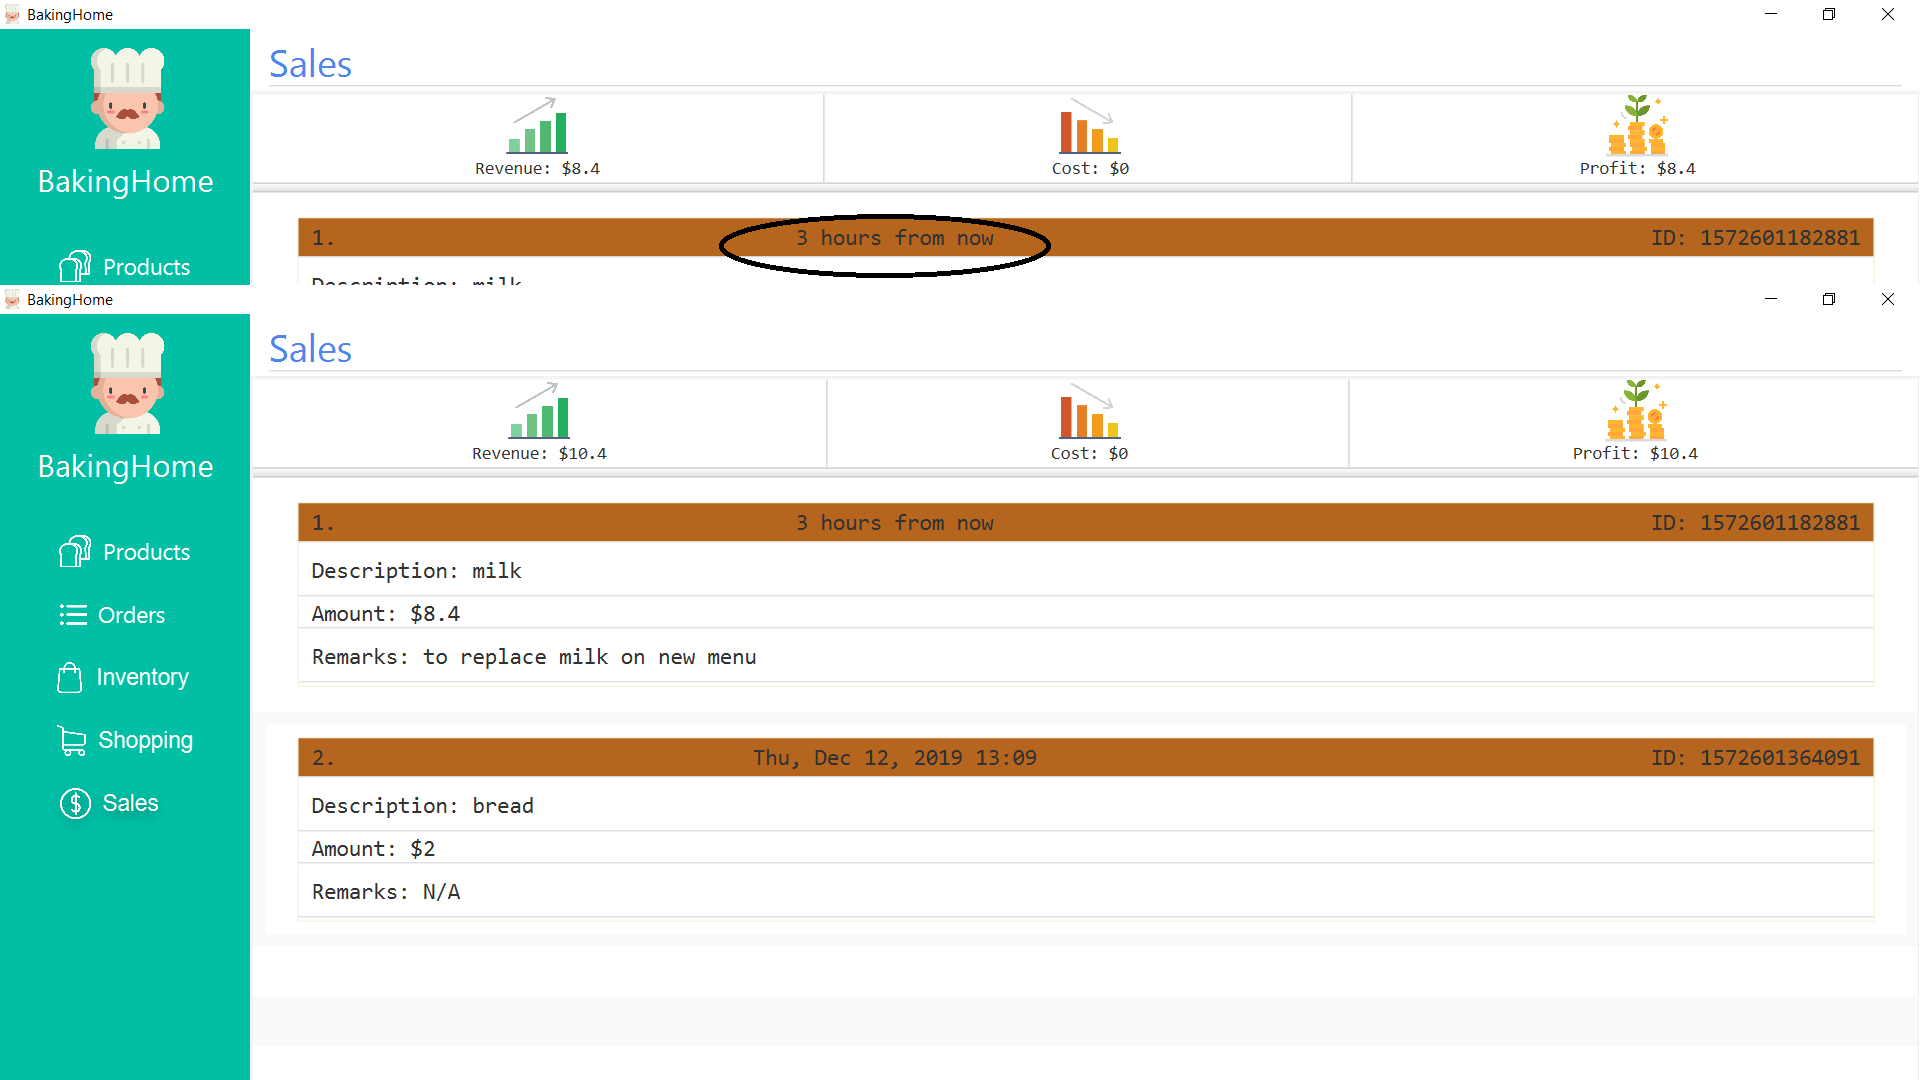 BakingHome
Sales
BakingHome
Revenue: $8.4
Cost: $0
Profit: $8.4
1. 3 hours from now ID: 1572601182881
Products
Description: milk
BakingHome
Sales
BakingHome
Revenue: $10.4
Cost: $0
Profit: $10.4
Products
Orders
Inventory
Shopping
Sales
1. 3 hours from now ID: 1572601182881
Description: milk
Amount: $8.4
Remarks: to replace milk on new menu
2. Thu, Dec 12, 2019 13:09 ID: 1572601364091
Description: bread
Amount: $2
Remarks: N/A